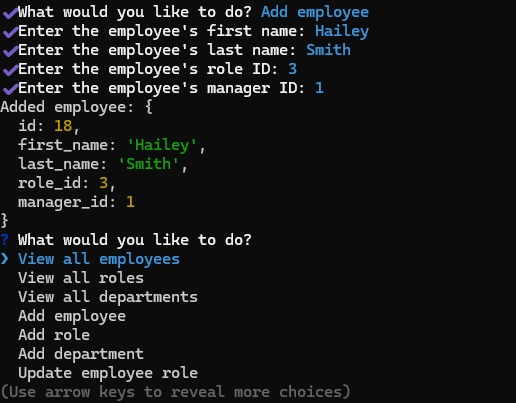 ✔What would you like to do? Add employee
✔Enter the employee's first name: Hailey
✔Enter the employee's last name: Smith
✔Enter the employee's role ID: 3
✔Enter the employee's manager ID: 1
Added employee: {
  id: 18,
  first_name: 'Hailey',
  last_name: 'Smith',
  role_id: 3,
  manager_id: 1
}
? What would you like to do?
❯ View all employees
  View all roles
  View all departments
  Add employee
  Add role
  Add department
  Update employee role
(Use arrow keys to reveal more choices)